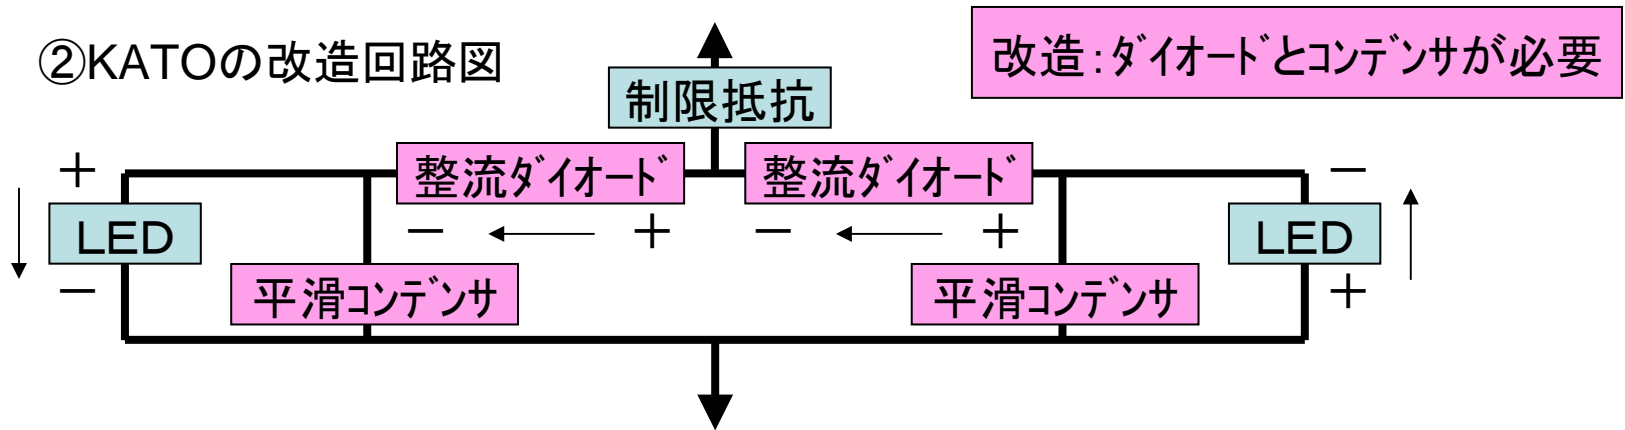 ②KATOの改造回路図
改造:ﾀﾞｲｵｰﾄﾞとｺﾝﾃﾞﾝｻが必要
制限抵抗
＋ 整流ﾀﾞｲｵｰﾄﾞ 整流ﾀﾞｲｵｰﾄﾞ －
LED － ＋ － ＋ LED
－ 平滑ｺﾝﾃﾞﾝｻ 平滑ｺﾝﾃﾞﾝｻ ＋